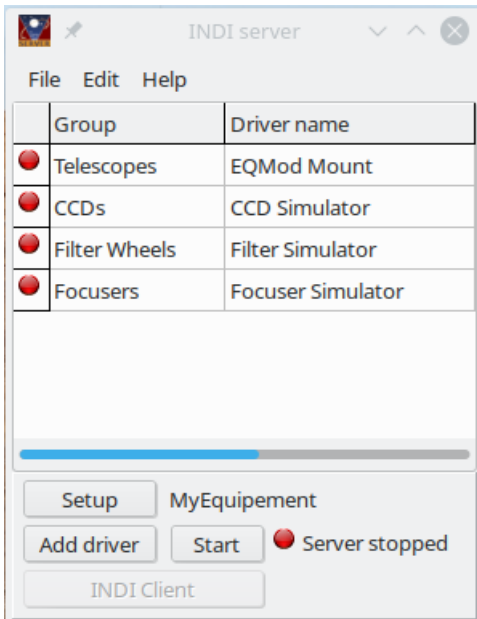 SERVER
INDI server
File Edit Help
Group Driver name
Telescopes EQMod Mount
CCDs CCD Simulator
Filter Wheels Filter Simulator
Focusers Focuser Simulator
Setup MyEquipement
Add driver Start Server stopped
INDI Client